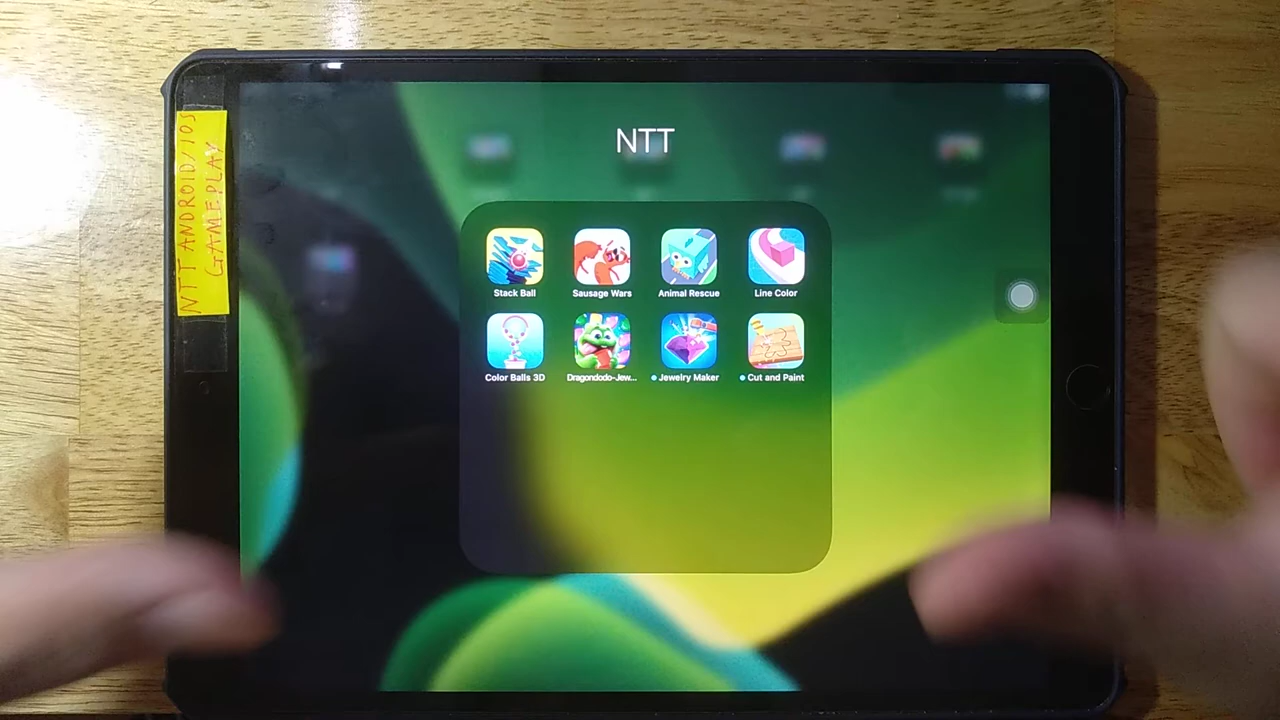 NTT ANDROID/IOS
GAMEPLAY
NTT
Stack Ball
Sausage Wars
Animal Rescue
Line Color
Color Balls 3D
Dragondodo-Jew...
Jewelry Maker
Cut and Paint